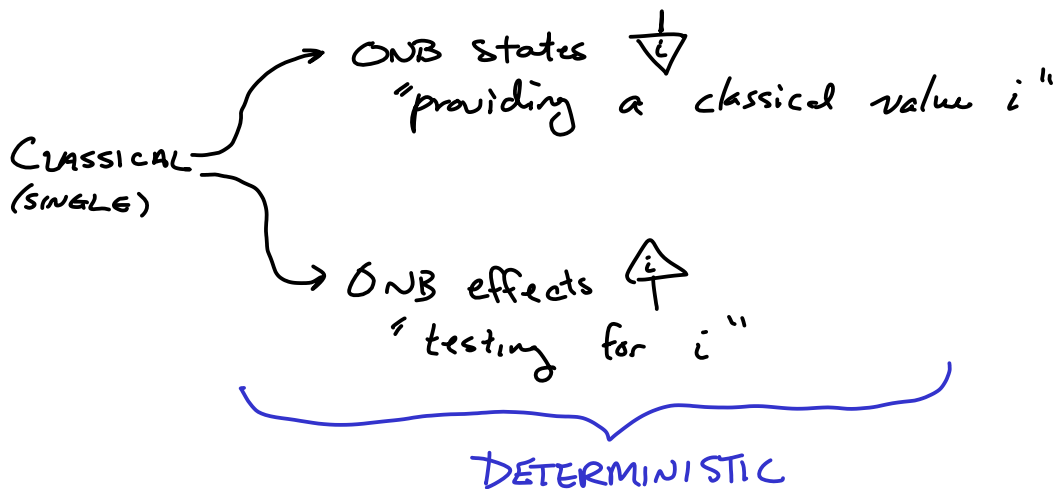 ONB states i
"providing a classical value i"
CLASSICAL
(SINGLE)
ONB effects i
"testing for i"
DETERMINISTIC